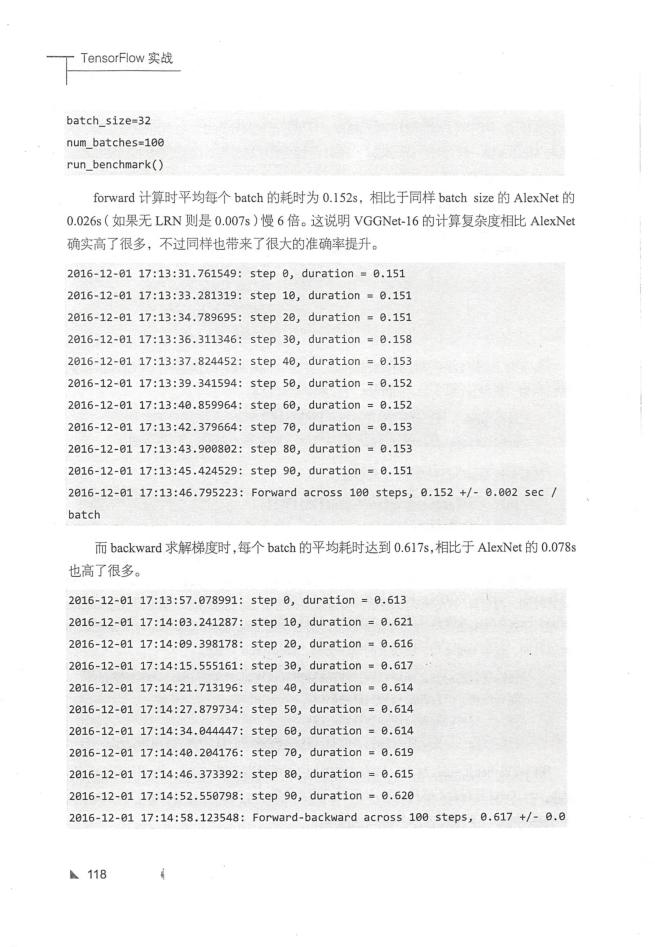 TensorFlow 实战
batch_size=32
num_batches=100
run_benchmark()
forward 计算时平均每个 batch 的耗时为 0.152s，相比于同样 batch size 的 AlexNet 的
0.026s（如果无 LRN 则是 0.007s）慢 6 倍。这说明 VGGNet-16 的计算复杂度相比 AlexNet
确实高了很多，不过同样也带来了很大的准确率提升。
2016-12-01 17:13:31.761549: step 0, duration = 0.151
2016-12-01 17:13:33.281319: step 10, duration = 0.151
2016-12-01 17:13:34.789695: step 20, duration = 0.151
2016-12-01 17:13:36.311346: step 30, duration = 0.158
2016-12-01 17:13:37.824452: step 40, duration = 0.153
2016-12-01 17:13:39.341594: step 50, duration = 0.152
2016-12-01 17:13:40.859964: step 60, duration = 0.152
2016-12-01 17:13:42.379664: step 70, duration = 0.153
2016-12-01 17:13:43.900802: step 80, duration = 0.153
2016-12-01 17:13:45.424529: step 90, duration = 0.151
2016-12-01 17:13:46.795223: Forward across 100 steps, 0.152 +/- 0.002 sec /
batch
而 backward 求解梯度时，每个 batch 的平均耗时达到 0.617s，相比于 AlexNet 的 0.078s
也高了很多。
2016-12-01 17:13:57.078991: step 0, duration = 0.613
2016-12-01 17:14:03.241287: step 10, duration = 0.621
2016-12-01 17:14:09.398178: step 20, duration = 0.616
2016-12-01 17:14:15.555161: step 30, duration = 0.617
2016-12-01 17:14:21.713196: step 40, duration = 0.614
2016-12-01 17:14:27.879734: step 50, duration = 0.614
2016-12-01 17:14:34.044447: step 60, duration = 0.614
2016-12-01 17:14:40.204176: step 70, duration = 0.619
2016-12-01 17:14:46.373392: step 80, duration = 0.615
2016-12-01 17:14:52.550798: step 90, duration = 0.620
2016-12-01 17:14:58.123548: Forward-backward across 100 steps, 0.617 +/- 0.0
118